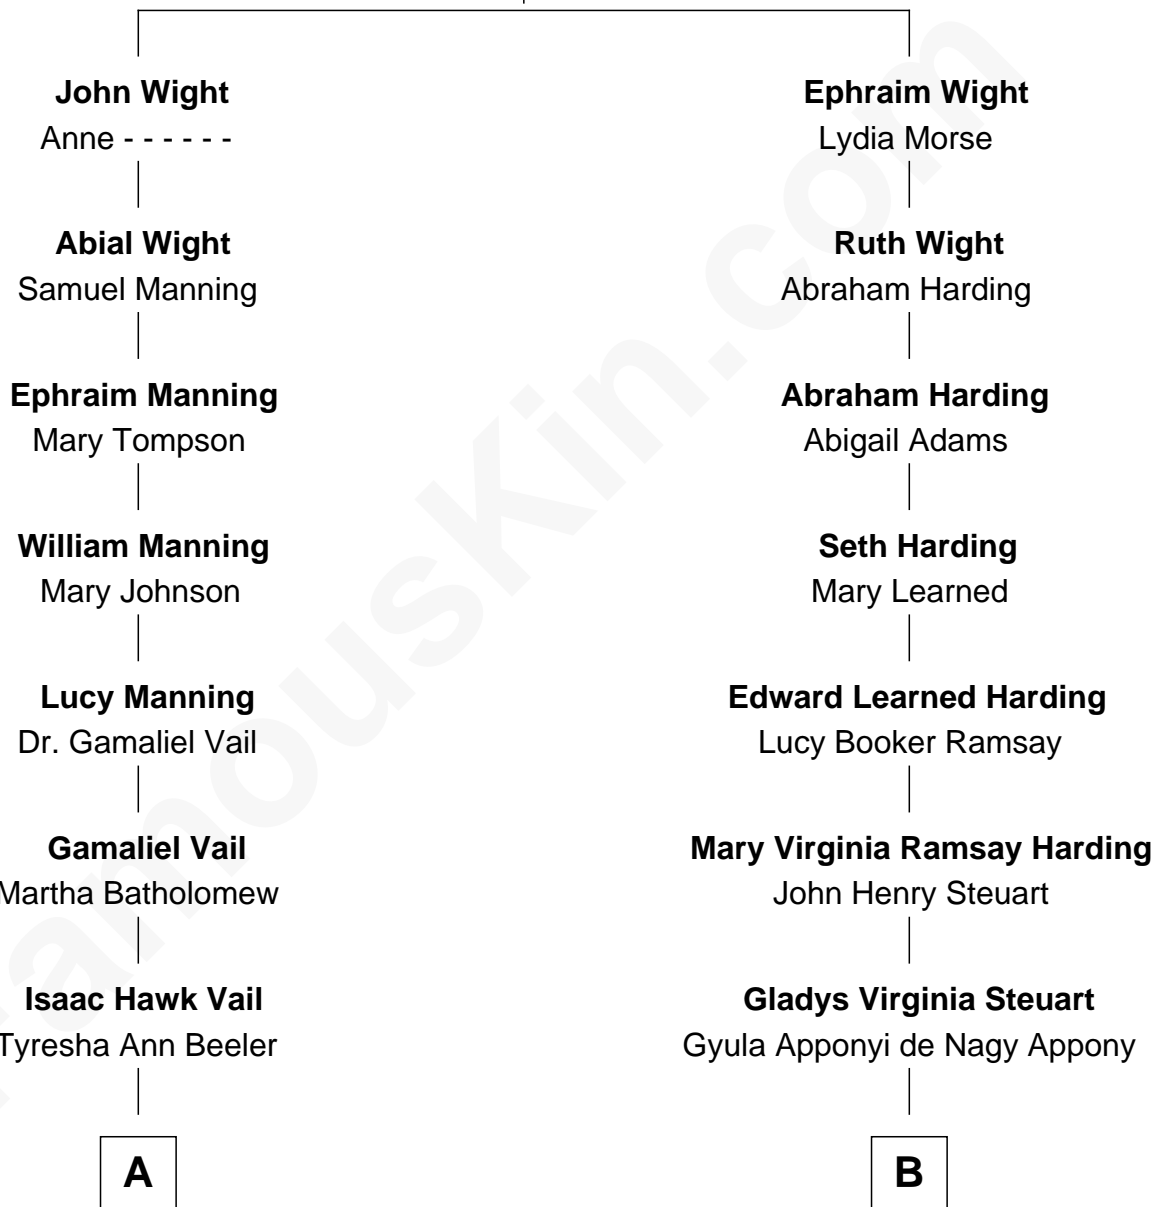 John Wight
Anne - - - - - -
Abial Wight
Samuel Manning
Ephraim Manning
Mary Tompson
William Manning
Mary Johnson
Lucy Manning
Dr. Gamaliel Vail
Gamaliel Vail
Martha Batholomew
Isaac Hawk Vail
Tyresha Ann Beeler
A
Ephraim Wight
Lydia Morse
Ruth Wight
Abraham Harding
Abraham Harding
Abigail Adams
Seth Harding
Mary Learned
Edward Learned Harding
Lucy Booker Ramsay
Mary Virginia Ramsay Harding
John Henry Steuart
Gladys Virginia Steuart
Gyula Apponyi de Nagy Appony
B
FamousKin.com